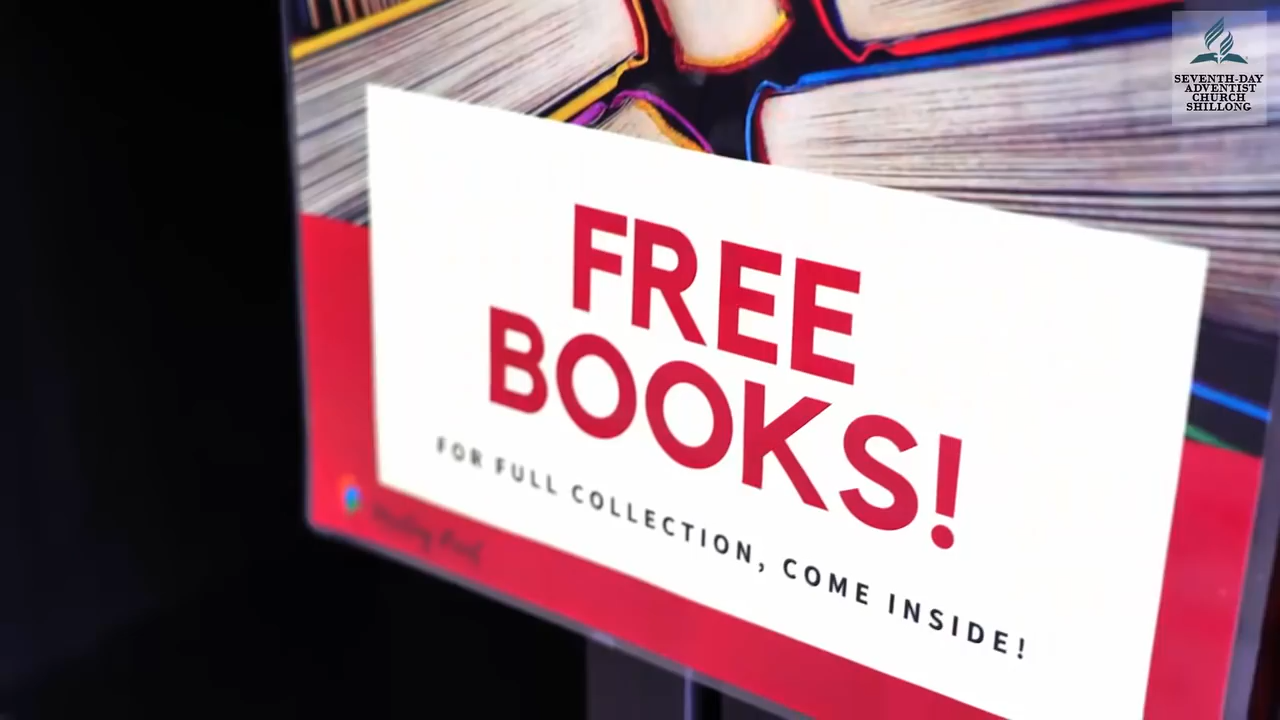 SEVENTH-DAY
ADVENTIST
CHURCH
SHILLONG
FREE
BOOKS!
FOR FULL COLLECTION, COME INSIDE!